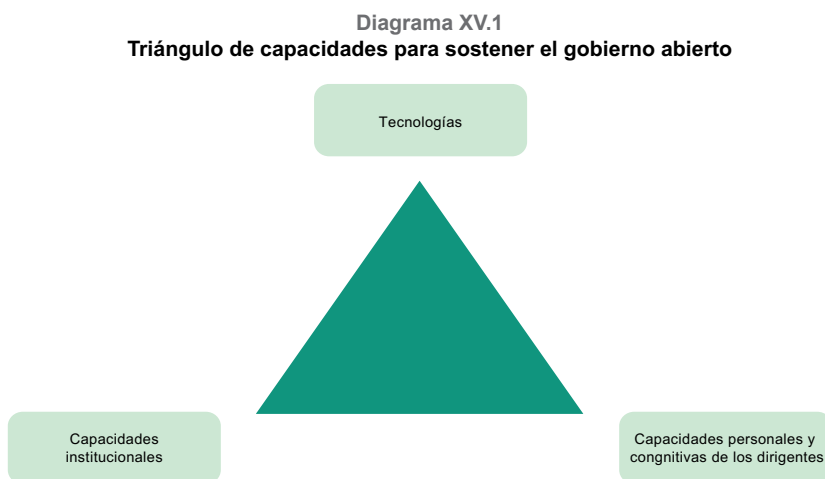 Diagrama XV.1
Triángulo de capacidades para sostener el gobierno abierto
Tecnologías
Capacidades
institucionales
Capacidades personales y
congnitivas de los dirigentes